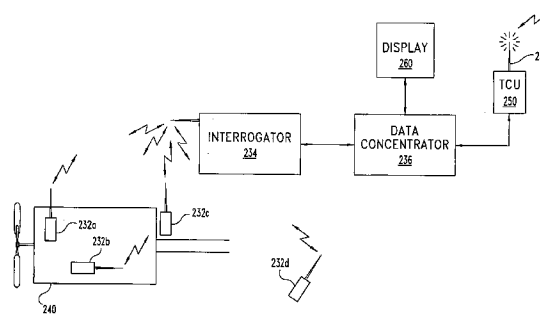 DISPLAY
260
TCU
250
INTERROGATOR
234
DATA
CONCENTRATOR
236
232a
232b
232c
232d
240